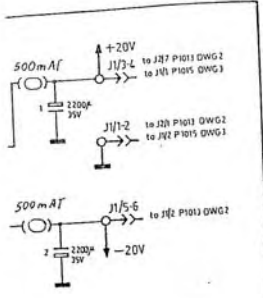 +20V
500mAT
J1/3-4
to J2/7 P1013 DWG2
to J1/1 P1015 DWG3
1
2200µ
35V
J1/1-2
to J2/1 P1013 DWG2
to J1/2 P1015 DWG3
500mAT
J1/5-6
to J1/2 P1013 DWG2
2
2200µ
35V
−20V